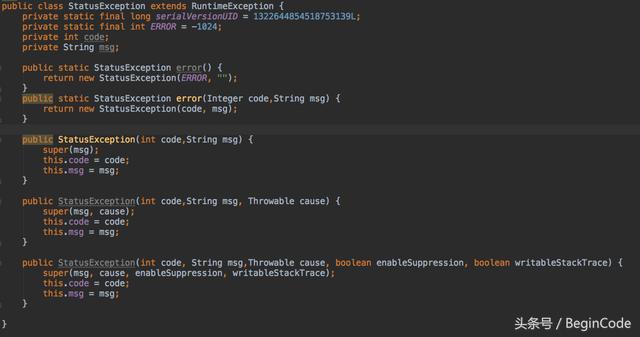 public class StatusException extends RuntimeException {
    private static final long serialVersionUID = 1322644854518753139L;
    private static final int ERROR = -1024;
    private int code;
    private String msg;

    public static StatusException error() {
        return new StatusException(ERROR, "");
    }
    public static StatusException error(Integer code,String msg) {
        return new StatusException(code, msg);
    }

    public StatusException(int code,String msg) {
        super(msg);
        this.code = code;
        this.msg = msg;
    }

    public StatusException(int code,String msg, Throwable cause) {
        super(msg, cause);
        this.code = code;
        this.msg = msg;
    }

    public StatusException(int code, String msg,Throwable cause, boolean enableSuppression, boolean writableStackTrace) {
        super(msg, cause, enableSuppression, writableStackTrace);
        this.code = code;
        this.msg = msg;
    }

}
头条号 / BeginCode